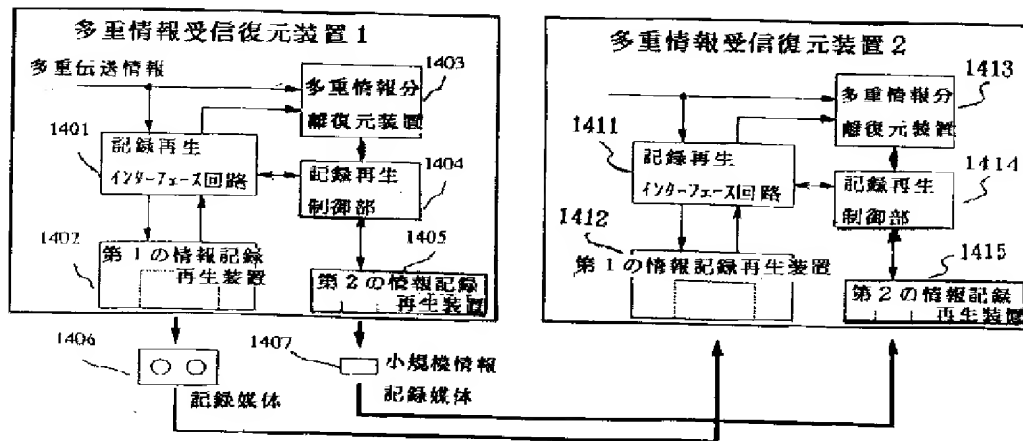 多重情報受信復元装置1
多重伝送情報
1403
多重情報分
離復元装置
1401
記録再生
インターフェース回路
1404
記録再生
制御部
1402
第1の情報記録
再生装置
1405
第2の情報記録
再生装置
1406
記録媒体
1407
小規模情報
記録媒体
多重情報受信復元装置2
1413
多重情報分
離復元装置
1411
記録再生
インターフェース回路
1414
記録再生
制御部
1412
第1の情報記録再生装置
1415
第2の情報記録
再生装置